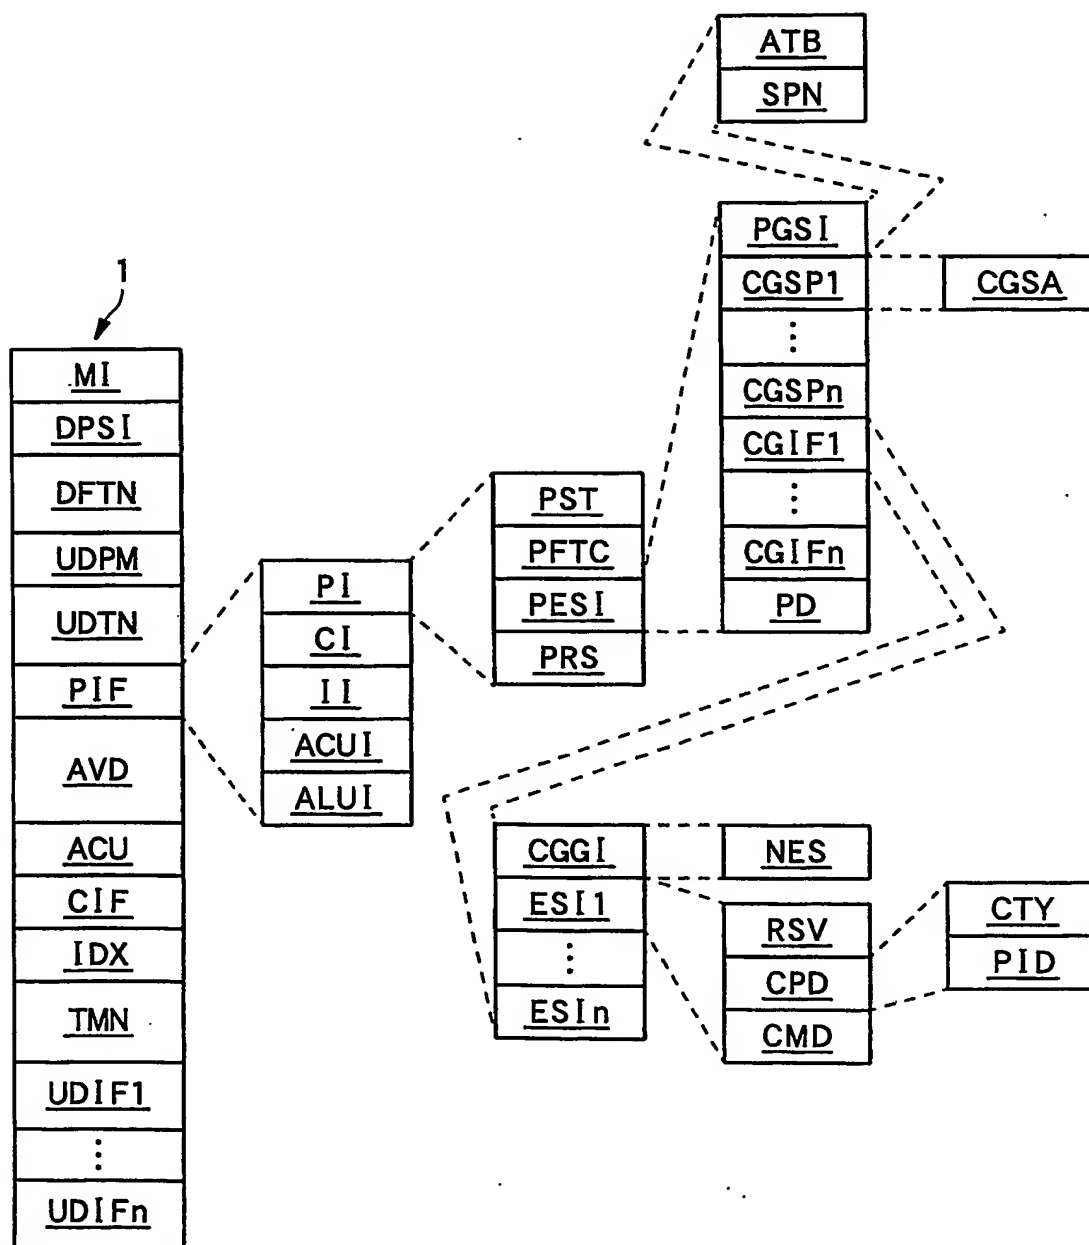 1
MI
DPSI
DFTN
UDPM
UDTN
PIF
AVD
ACU
CIF
IDX
TMN
UDIF1
⋮
UDIFn
PI
CI
II
ACUI
ALUI
PST
PFTC
PESI
PRS
ATB
SPN
PGSI
CGSP1
⋮
CGSPn
CGIF1
⋮
CGIFn
PD
CGSA
CGGI
ESI1
⋮
ESIn
NES
RSV
CPD
CMD
CTY
PID